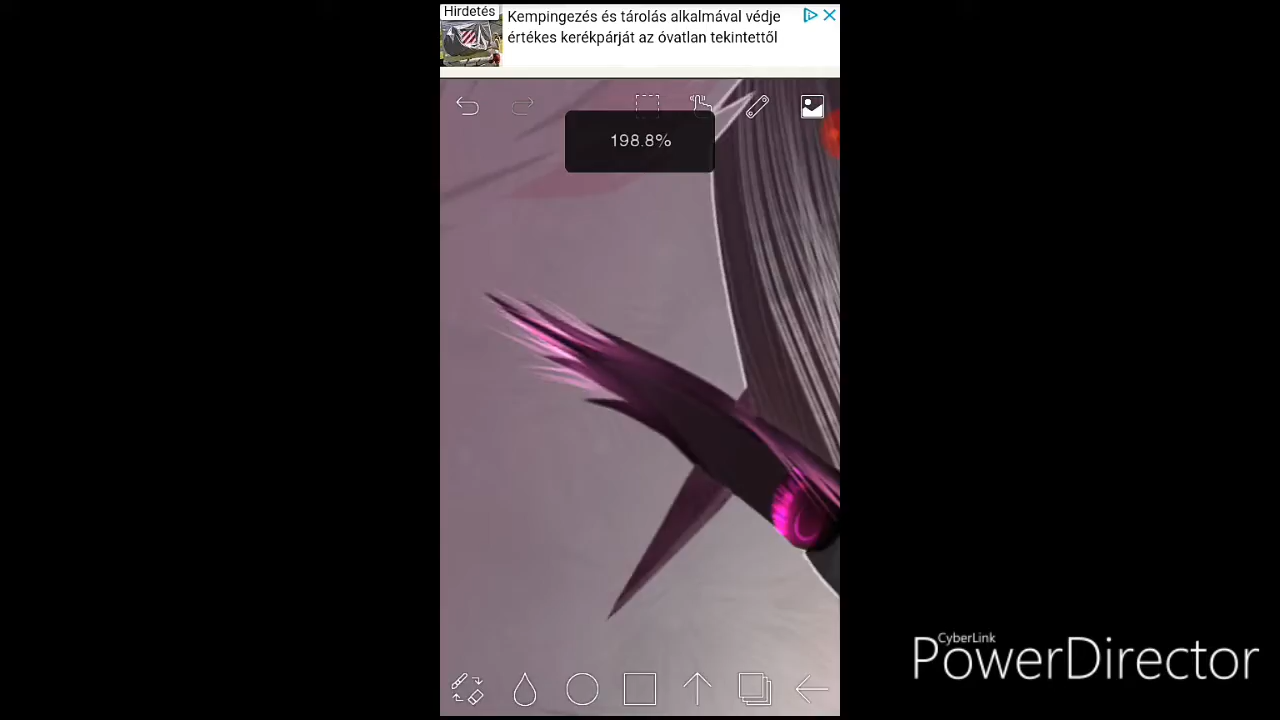 Hirdetés
Kempingezés és tárolás alkalmával védje
értékes kerékpárját az óvatlan tekintettől
198.8%
CyberLink
PowerDirector